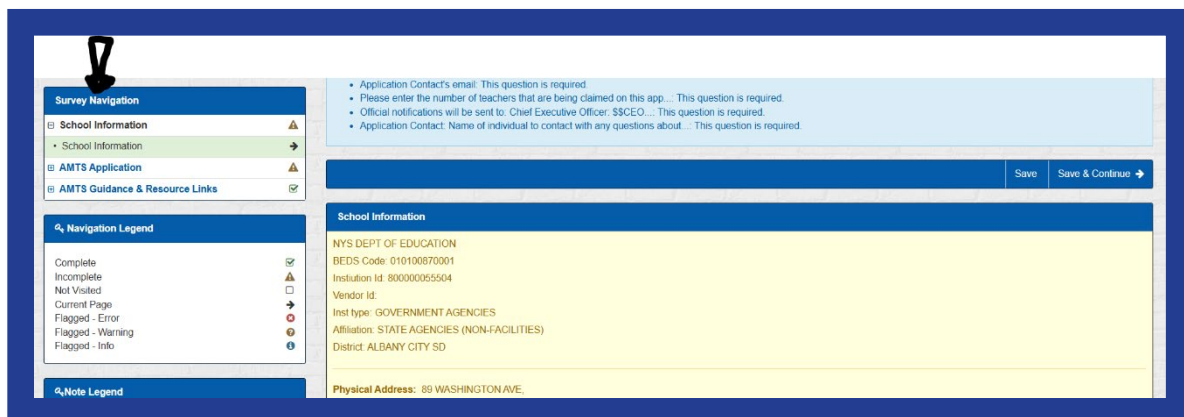 Survey Navigation
School Information
• School Information
AMTS Application
AMTS Guidance & Resource Links
Navigation Legend
Complete
Incomplete
Not Visited
Current Page
Flagged - Error
Flagged - Warning
Flagged - Info
Note Legend
• Application Contact's email: This question is required.
• Please enter the number of teachers that are being claimed on this app...: This question is required.
• Official notifications will be sent to: Chief Executive Officer: $$CEO...: This question is required.
• Application Contact: Name of individual to contact with any questions about...: This question is required.
Save Save & Continue
School Information
NYS DEPT OF EDUCATION
BEDS Code: 010100870001
Instiution Id: 800000055504
Vendor Id:
Inst type: GOVERNMENT AGENCIES
Affiliation: STATE AGENCIES (NON-FACILITIES)
District: ALBANY CITY SD
Physical Address: 89 WASHINGTON AVE,